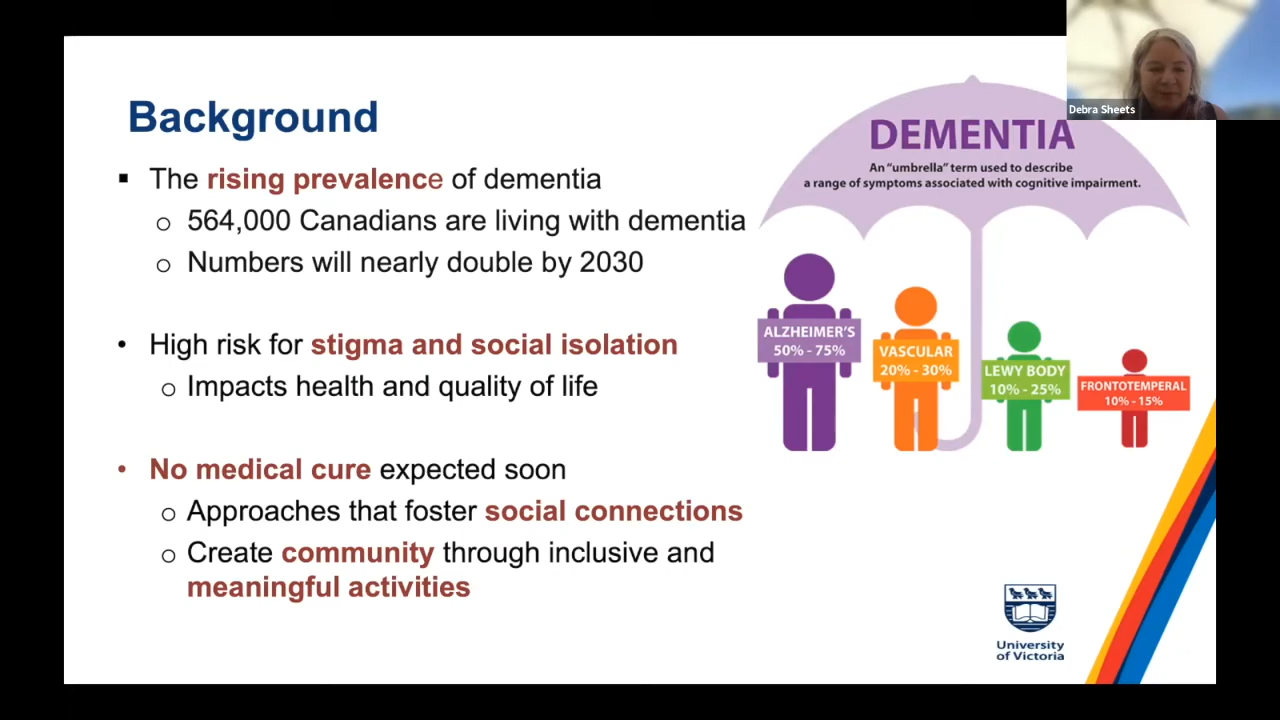 Background
▪ The rising prevalence of dementia
o 564,000 Canadians are living with dementia
o Numbers will nearly double by 2030
• High risk for stigma and social isolation
o Impacts health and quality of life
• No medical cure expected soon
o Approaches that foster social connections
o Create community through inclusive and
meaningful activities
DEMENTIA
An “umbrella” term used to describe
a range of symptoms associated with cognitive impairment.
ALZHEIMER'S
50% - 75%
VASCULAR
20% - 30%
LEWY BODY
10% - 25%
FRONTOTEMPERAL
10% - 15%
University
of Victoria
Debra Sheets